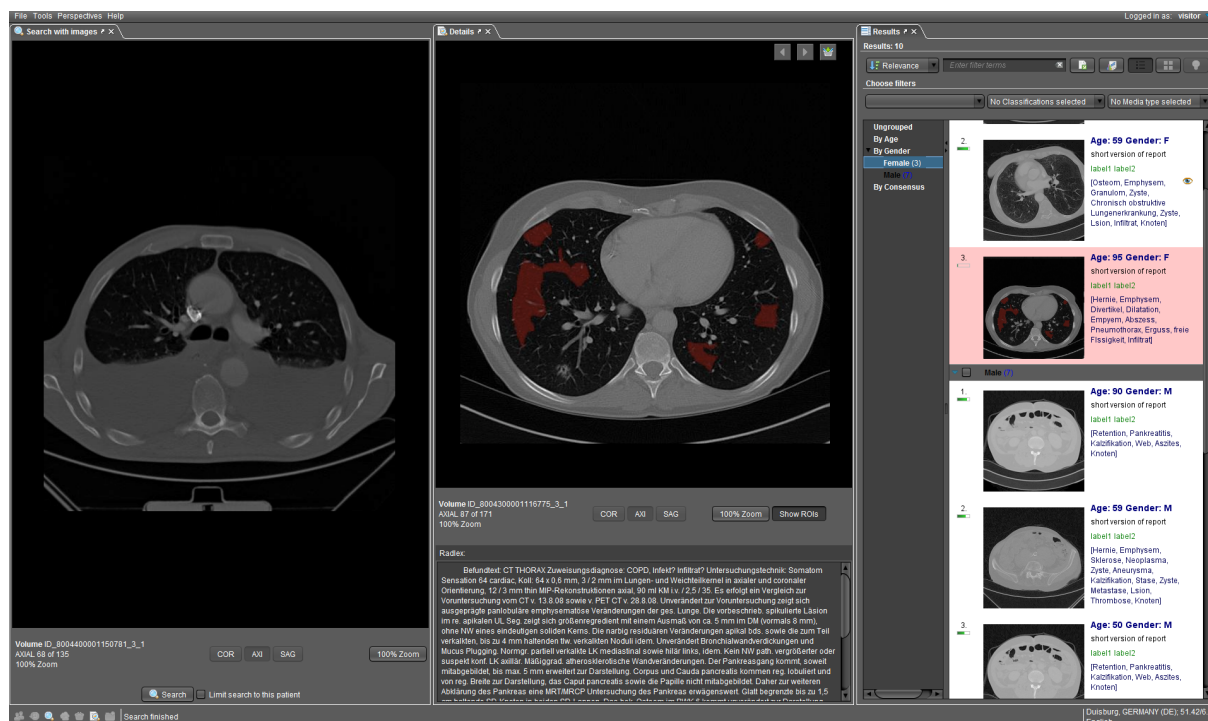 File Tools Perspectives Help
Logged in as: visitor
Search with images
Details
Results
Results: 10
Relevance
Enter filter terms
Choose filters
No Classifications selected
No Media type selected
Ungrouped
By Age
By Gender
Female (3)
Male (7)
By Consensus
2.
Age: 59 Gender: F
short version of report
label1 label2
[Osteom, Emphysem,
Granulom, Zyste,
Chronisch obstruktive
Lungenerkrankung, Zyste,
Lsion, Infiltrat, Knoten]
3.
Age: 95 Gender: F
short version of report
label1 label2
[Hernie, Emphysem,
Divertikel, Dilatation,
Empyem, Abszess,
Pneumothorax, Erguss, freie
Flssigkeit, Infiltrat]
Male (7)
1.
Age: 90 Gender: M
short version of report
label1 label2
[Retention, Pankreatitis,
Kalzifikation, Web, Aszites,
Knoten]
2.
Age: 59 Gender: M
short version of report
label1 label2
[Hernie, Emphysem,
Sklerose, Neoplasma,
Zyste, Aneurysma,
Kalzifikation, Stase, Zyste,
Metastase, Lsion,
Thrombose, Knoten]
3.
Age: 50 Gender: M
short version of report
label1 label2
[Retention, Pankreatitis,
Kalzifikation, Web, Aszites,
Knoten]
Volume ID_8004300001116775_3_1
AXIAL 87 of 171
100% Zoom
COR AXI SAG
100% Zoom
Show ROIs
Radlex:
Befundtext: CT THORAX Zuweisungsdiagnose: COPD, Infekt? Infiltrat? Untersuchungstechnik: Somatom
Sensation 64 cardiac, Koll: 64 x 0,6 mm, 3 / 2 mm im Lungen- und Weichteilkernel in axialer und coronaler
Orientierung, 12 / 3 mm thin MIP-Rekonstruktionen axial, 90 ml KM i.v. / 2,5 / 35. Es erfolgt ein Vergleich zur
Voruntersuchung vom CT v. 13.8.08 sowie v. PET CT v. 28.8.08. Unverändert zur Voruntersuchung zeigt sich
ausgeprägte panlobuläre emphysematöse Veränderungen der ges. Lunge. Die vorbeschrieb. spikulierte Läsion
im re. apikalen UL Seg. zeigt sich größenregredient mit einem Ausmaß von ca. 5 mm im DM (vormals 8 mm),
ohne NW eines eindeutigen soliden Kerns. Die narbig residuären Veränderungen apikal bds. sowie die zum Teil
verkalkten, bis zu 4 mm haltenden tlw. verkalkten Noduli idem. Unverändert Bronchialwandverdickungen und
Mucus Plugging. Normgr. partiell verkalkte LK mediastinal sowie hilär links, idem. Kein NW path. vergrößerter oder
suspekt konf. LK axillär. Mäßiggrad. atherosklerotische Wandveränderungen. Der Pankreasgang kommt, soweit
mitabgebildet, bis max. 5 mm erweitert zur Darstellung. Corpus und Cauda pancreatis kommen reg. lobuliert und
von reg. Breite zur Darstellung, das Caput pancreatis sowie die Papille nicht mitabgebildet. Daher zur weiteren
Abklärung des Pankreas eine MRT/MRCP Untersuchung des Pankreas erwägenswert. Glatt begrenzte bis zu 1,5
Volume ID_8004400001150781_3_1
AXIAL 68 of 135
100% Zoom
COR AXI SAG
100% Zoom
Search
Limit search to this patient
Search finished
Duisburg, GERMANY (DE); 51.42/6.
English